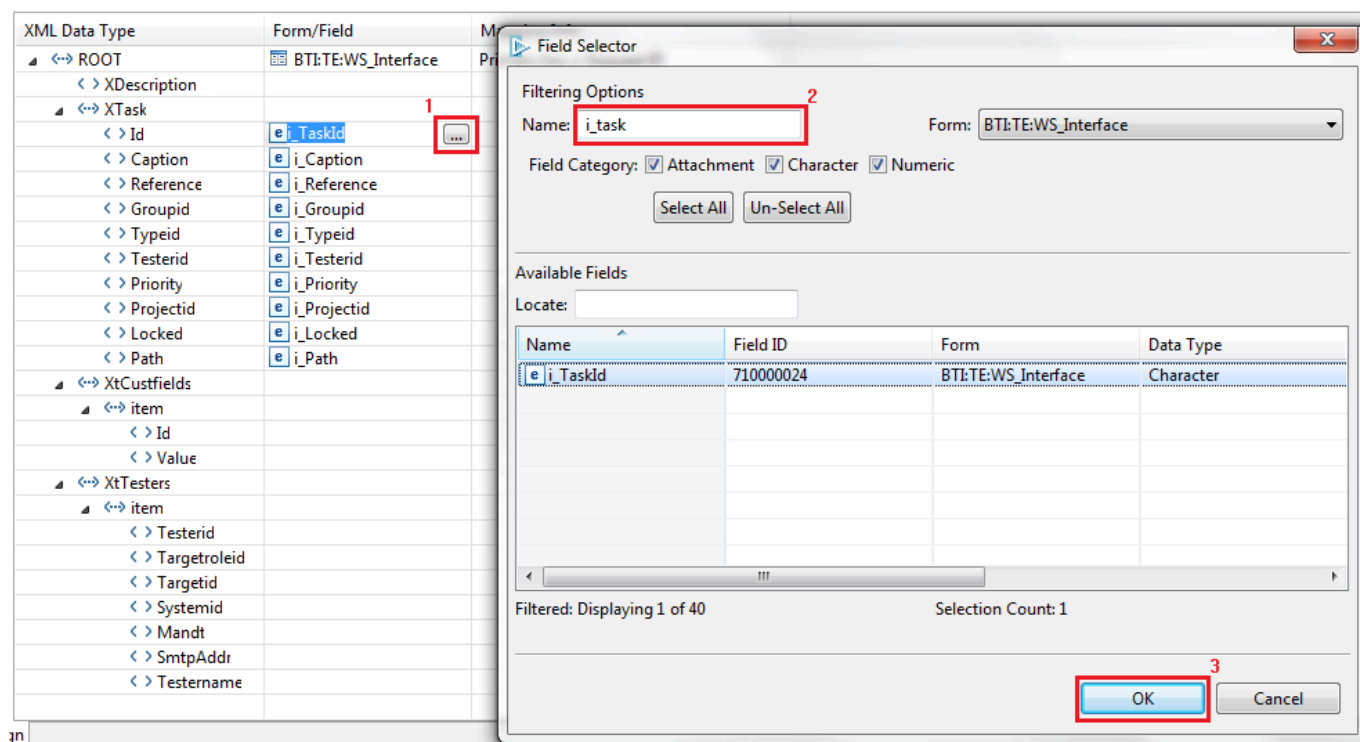 XML Data Type Form/Field
ROOT BTI:TE:WS_Interface
XDescription
XTask
1
Id i_TaskId ...
Caption i_Caption
Reference i_Reference
Groupid i_Groupid
Typeid i_Typeid
Testerid i_Testerid
Priority i_Priority
Projectid i_Projectid
Locked i_Locked
Path i_Path
XtCustfields
item
Id
Value
XtTesters
item
Testerid
Targetroleid
Targetid
Systemid
Mandt
SmtpAddr
Testername
Field Selector
Filtering Options
2
Name: i_task Form: BTI:TE:WS_Interface
Field Category: Attachment Character Numeric
Select All Un-Select All
Available Fields
Locate:
Name Field ID Form Data Type
i_TaskId 710000024 BTI:TE:WS_Interface Character
Filtered: Displaying 1 of 40 Selection Count: 1
3
OK Cancel
gn